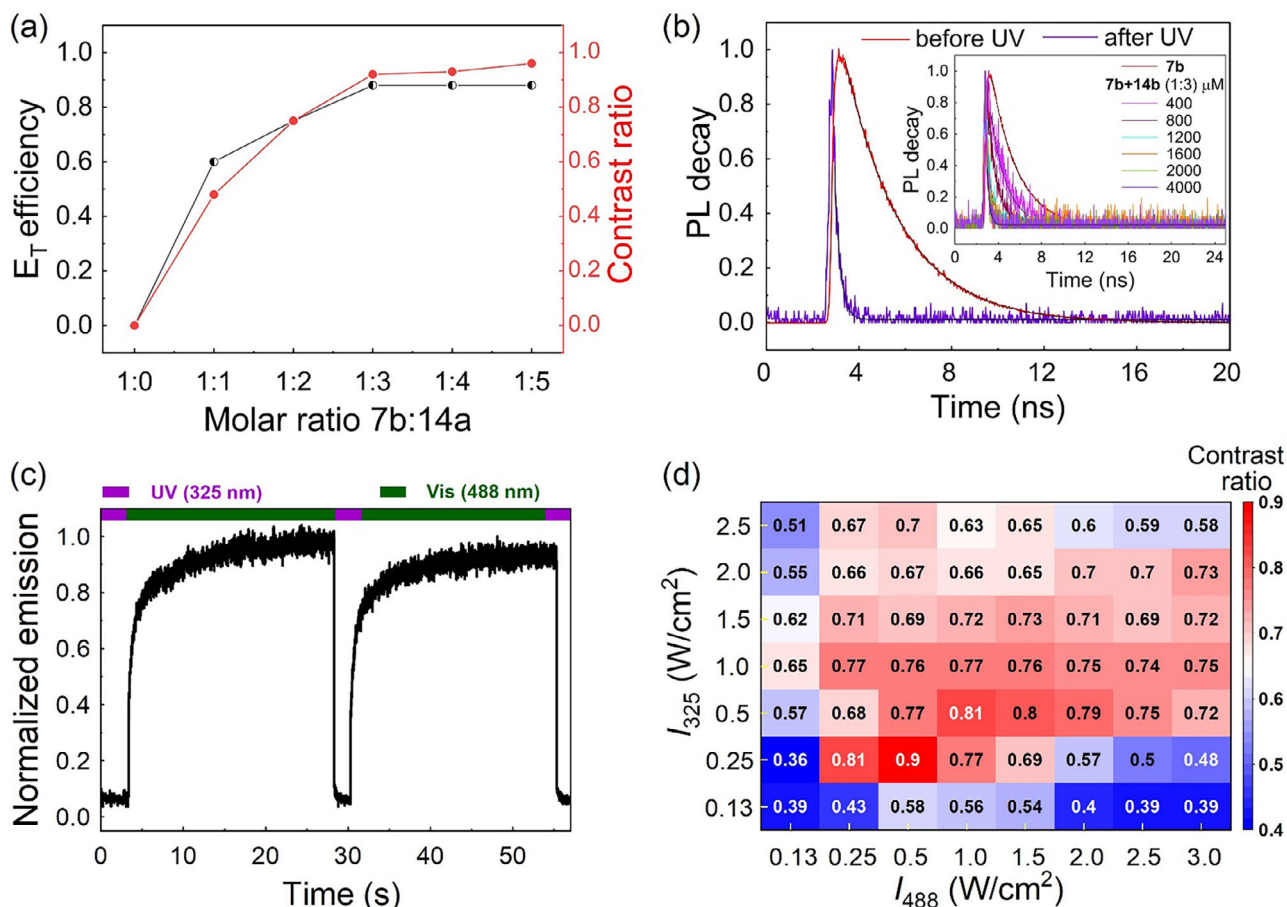 (a)
1.0
0.8
0.6
0.4
0.2
0.0
E_T efficiency
1.0
0.8
0.6
0.4
0.2
0.0
Contrast ratio
1:0 1:1 1:2 1:3 1:4 1:5
Molar ratio 7b:14a
(b)
before UV after UV
1.0
0.8
0.6
0.4
0.2
0.0
PL decay
0 4 8 12 16 20
Time (ns)
7b
7b+14b (1:3) μM
400
800
1200
1600
2000
4000
1.0
0.8
0.6
0.4
0.2
0.0
PL decay
0 4 8 12 16 20 24
Time (ns)
(c)
UV (325 nm) Vis (488 nm)
1.0
0.8
0.6
0.4
0.2
0.0
Normalized emission
0 10 20 30 40 50
Time (s)
(d)
Contrast
ratio
2.5 0.51 0.67 0.7 0.63 0.65 0.6 0.59 0.58
2.0 0.55 0.66 0.67 0.66 0.65 0.7 0.7 0.73
1.5 0.62 0.71 0.69 0.72 0.73 0.71 0.69 0.72
1.0 0.65 0.77 0.76 0.77 0.76 0.75 0.74 0.75
0.5 0.57 0.68 0.77 0.81 0.8 0.79 0.75 0.72
0.25 0.36 0.81 0.9 0.77 0.69 0.57 0.5 0.48
0.13 0.39 0.43 0.58 0.56 0.54 0.4 0.39 0.39
I₃₂₅ (W/cm²)
0.13 0.25 0.5 1.0 1.5 2.0 2.5 3.0
I₄₈₈ (W/cm²)
0.9
0.8
0.7
0.6
0.5
0.4